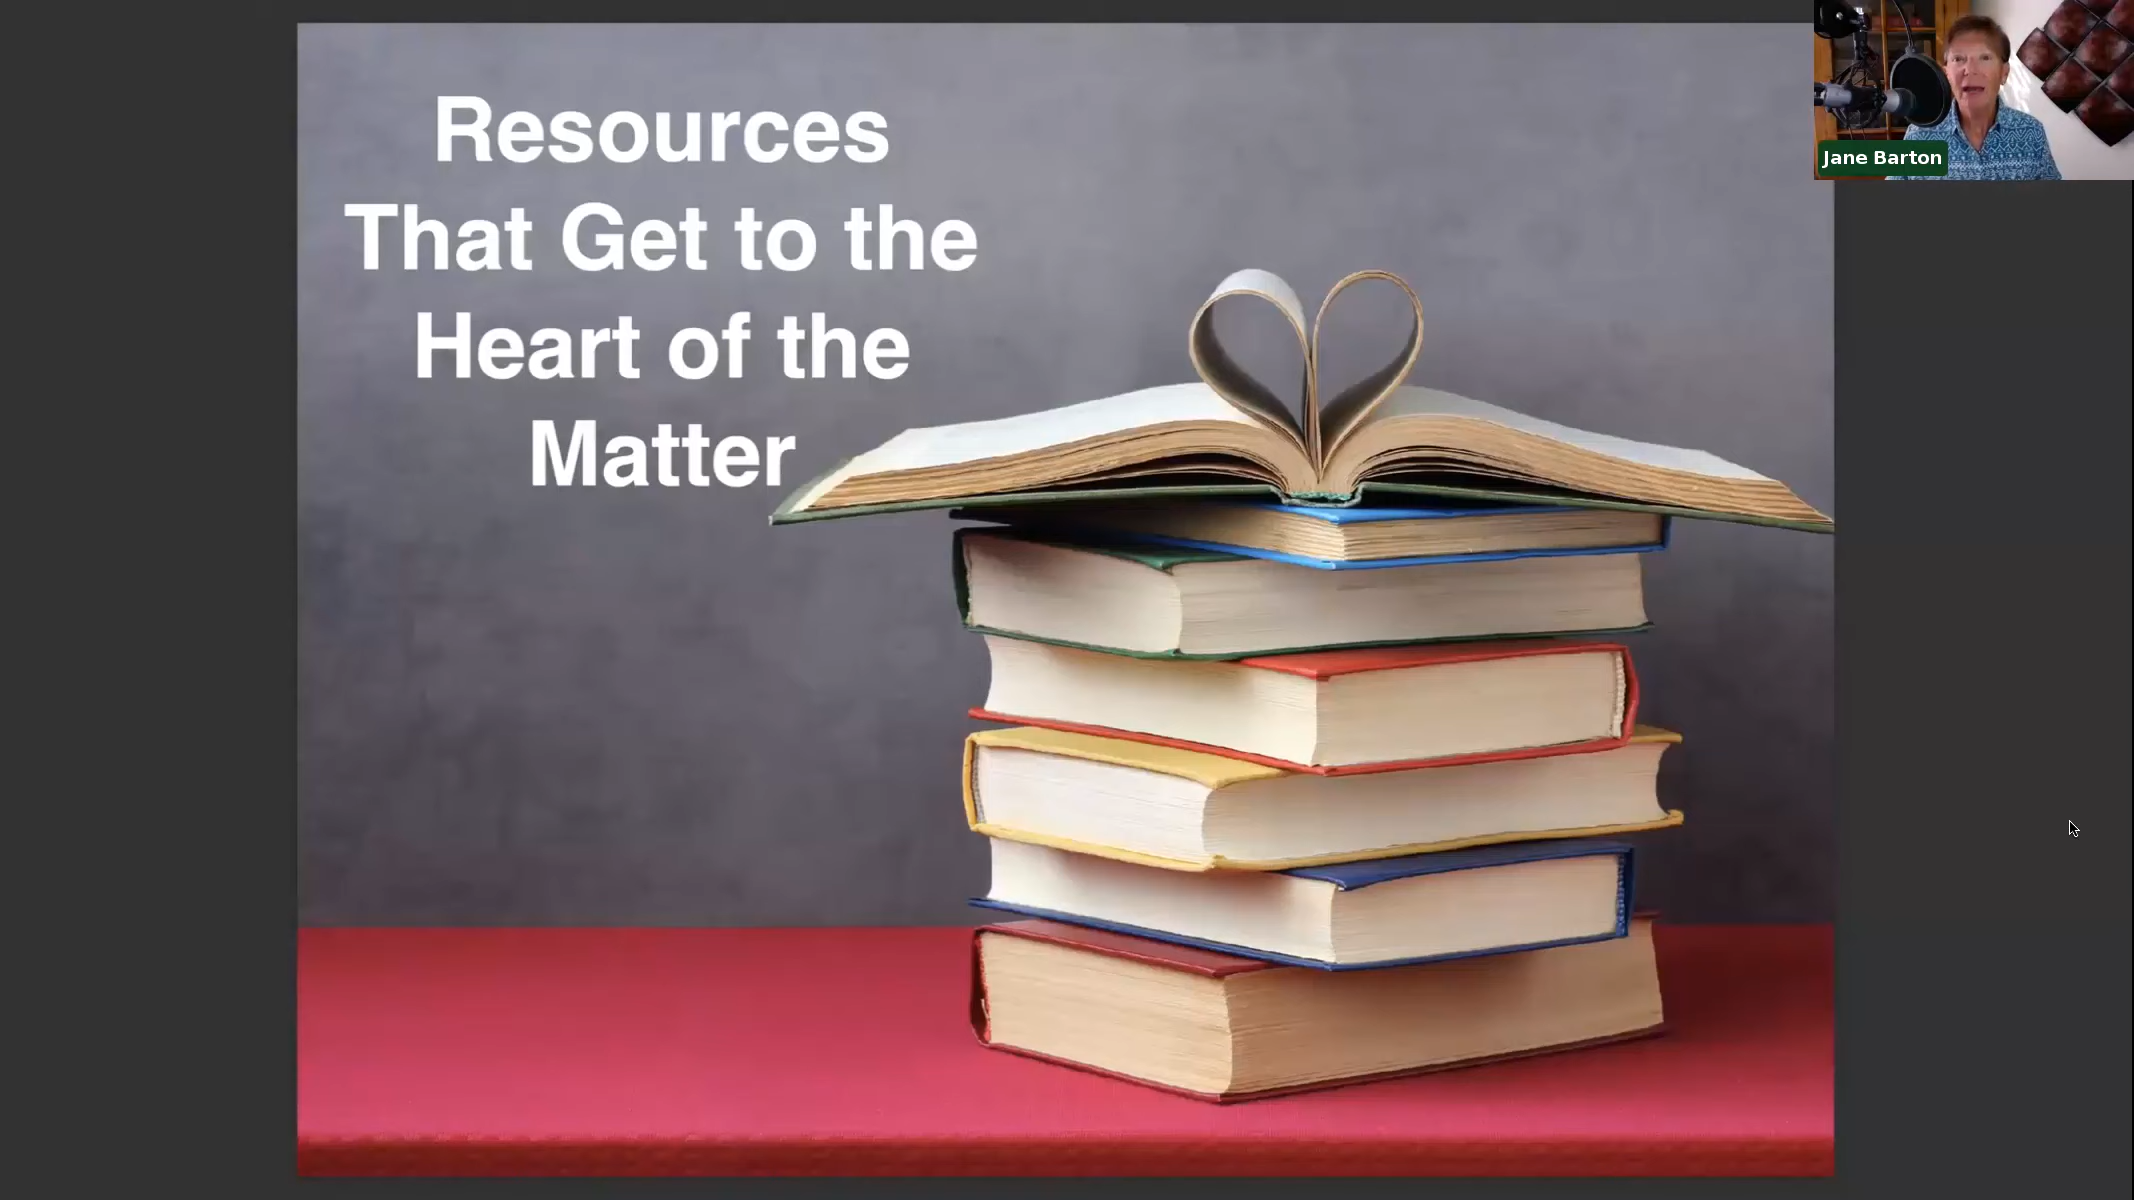 Resources
That Get to the
Heart of the
Matter
Jane Barton